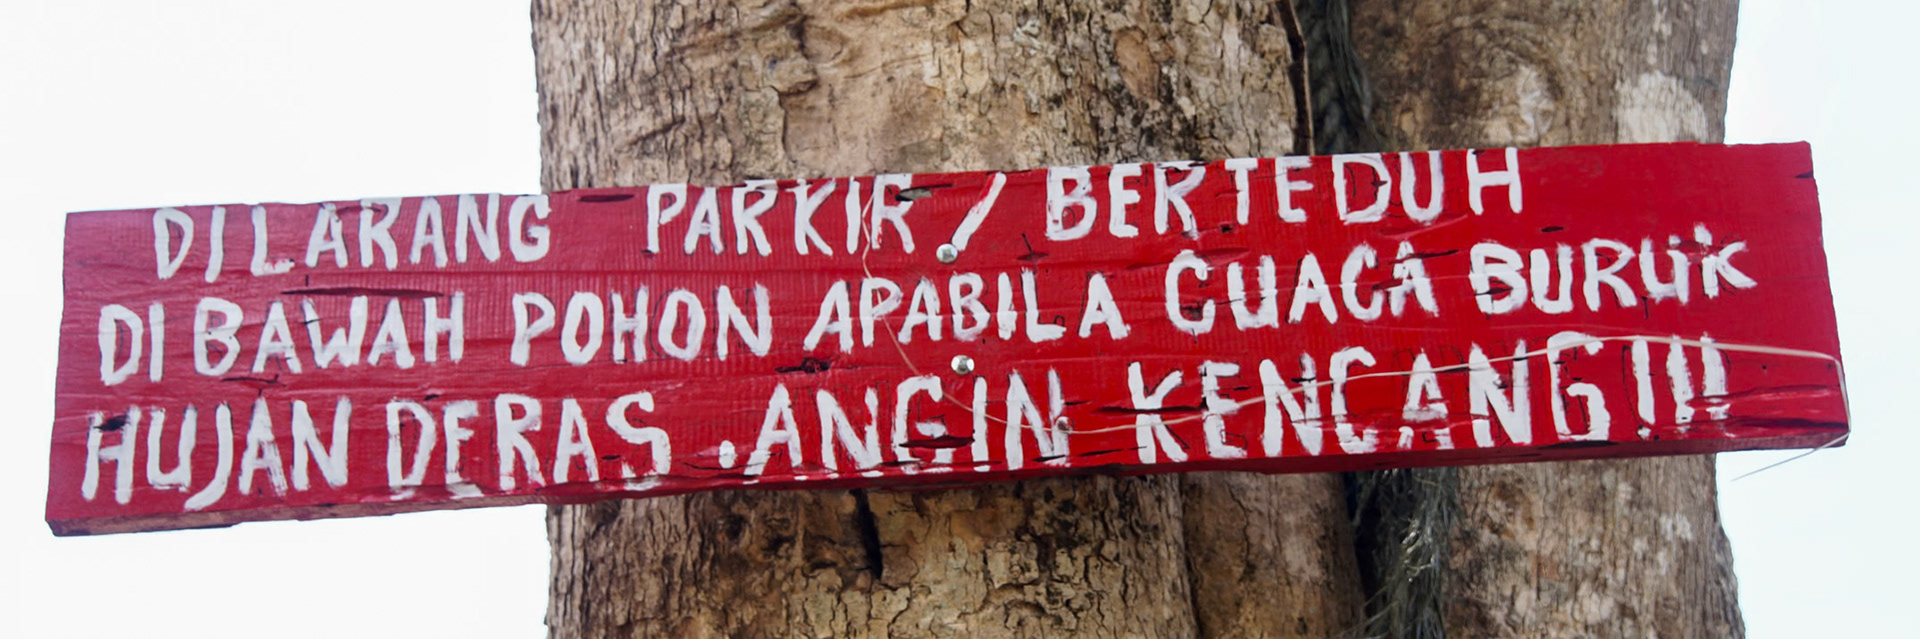 DILARANG PARKIR / BERTEDUH
DIBAWAH POHON APABILA CUACA BURUK
HUJAN DERAS . ANGIN KENCANG!!!